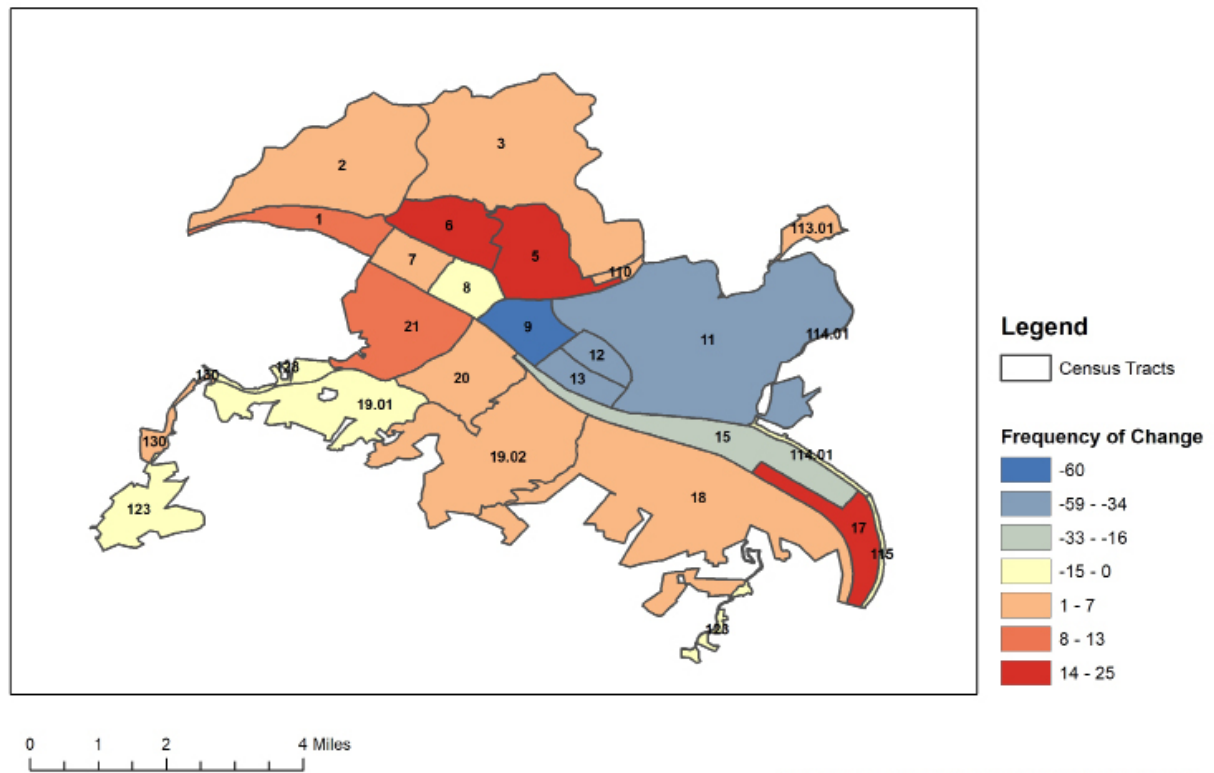 3
2
1
6
113.01
5
7
110
8
21
9
11
114.01
12
128
130
20
13
19.01
15
130
19.02
114.01
18
123
17
115
123
Legend
Census Tracts
Frequency of Change
-60
-59 - -34
-33 - -16
-15 - 0
1 - 7
8 - 13
14 - 25
0 1 2 4 Miles